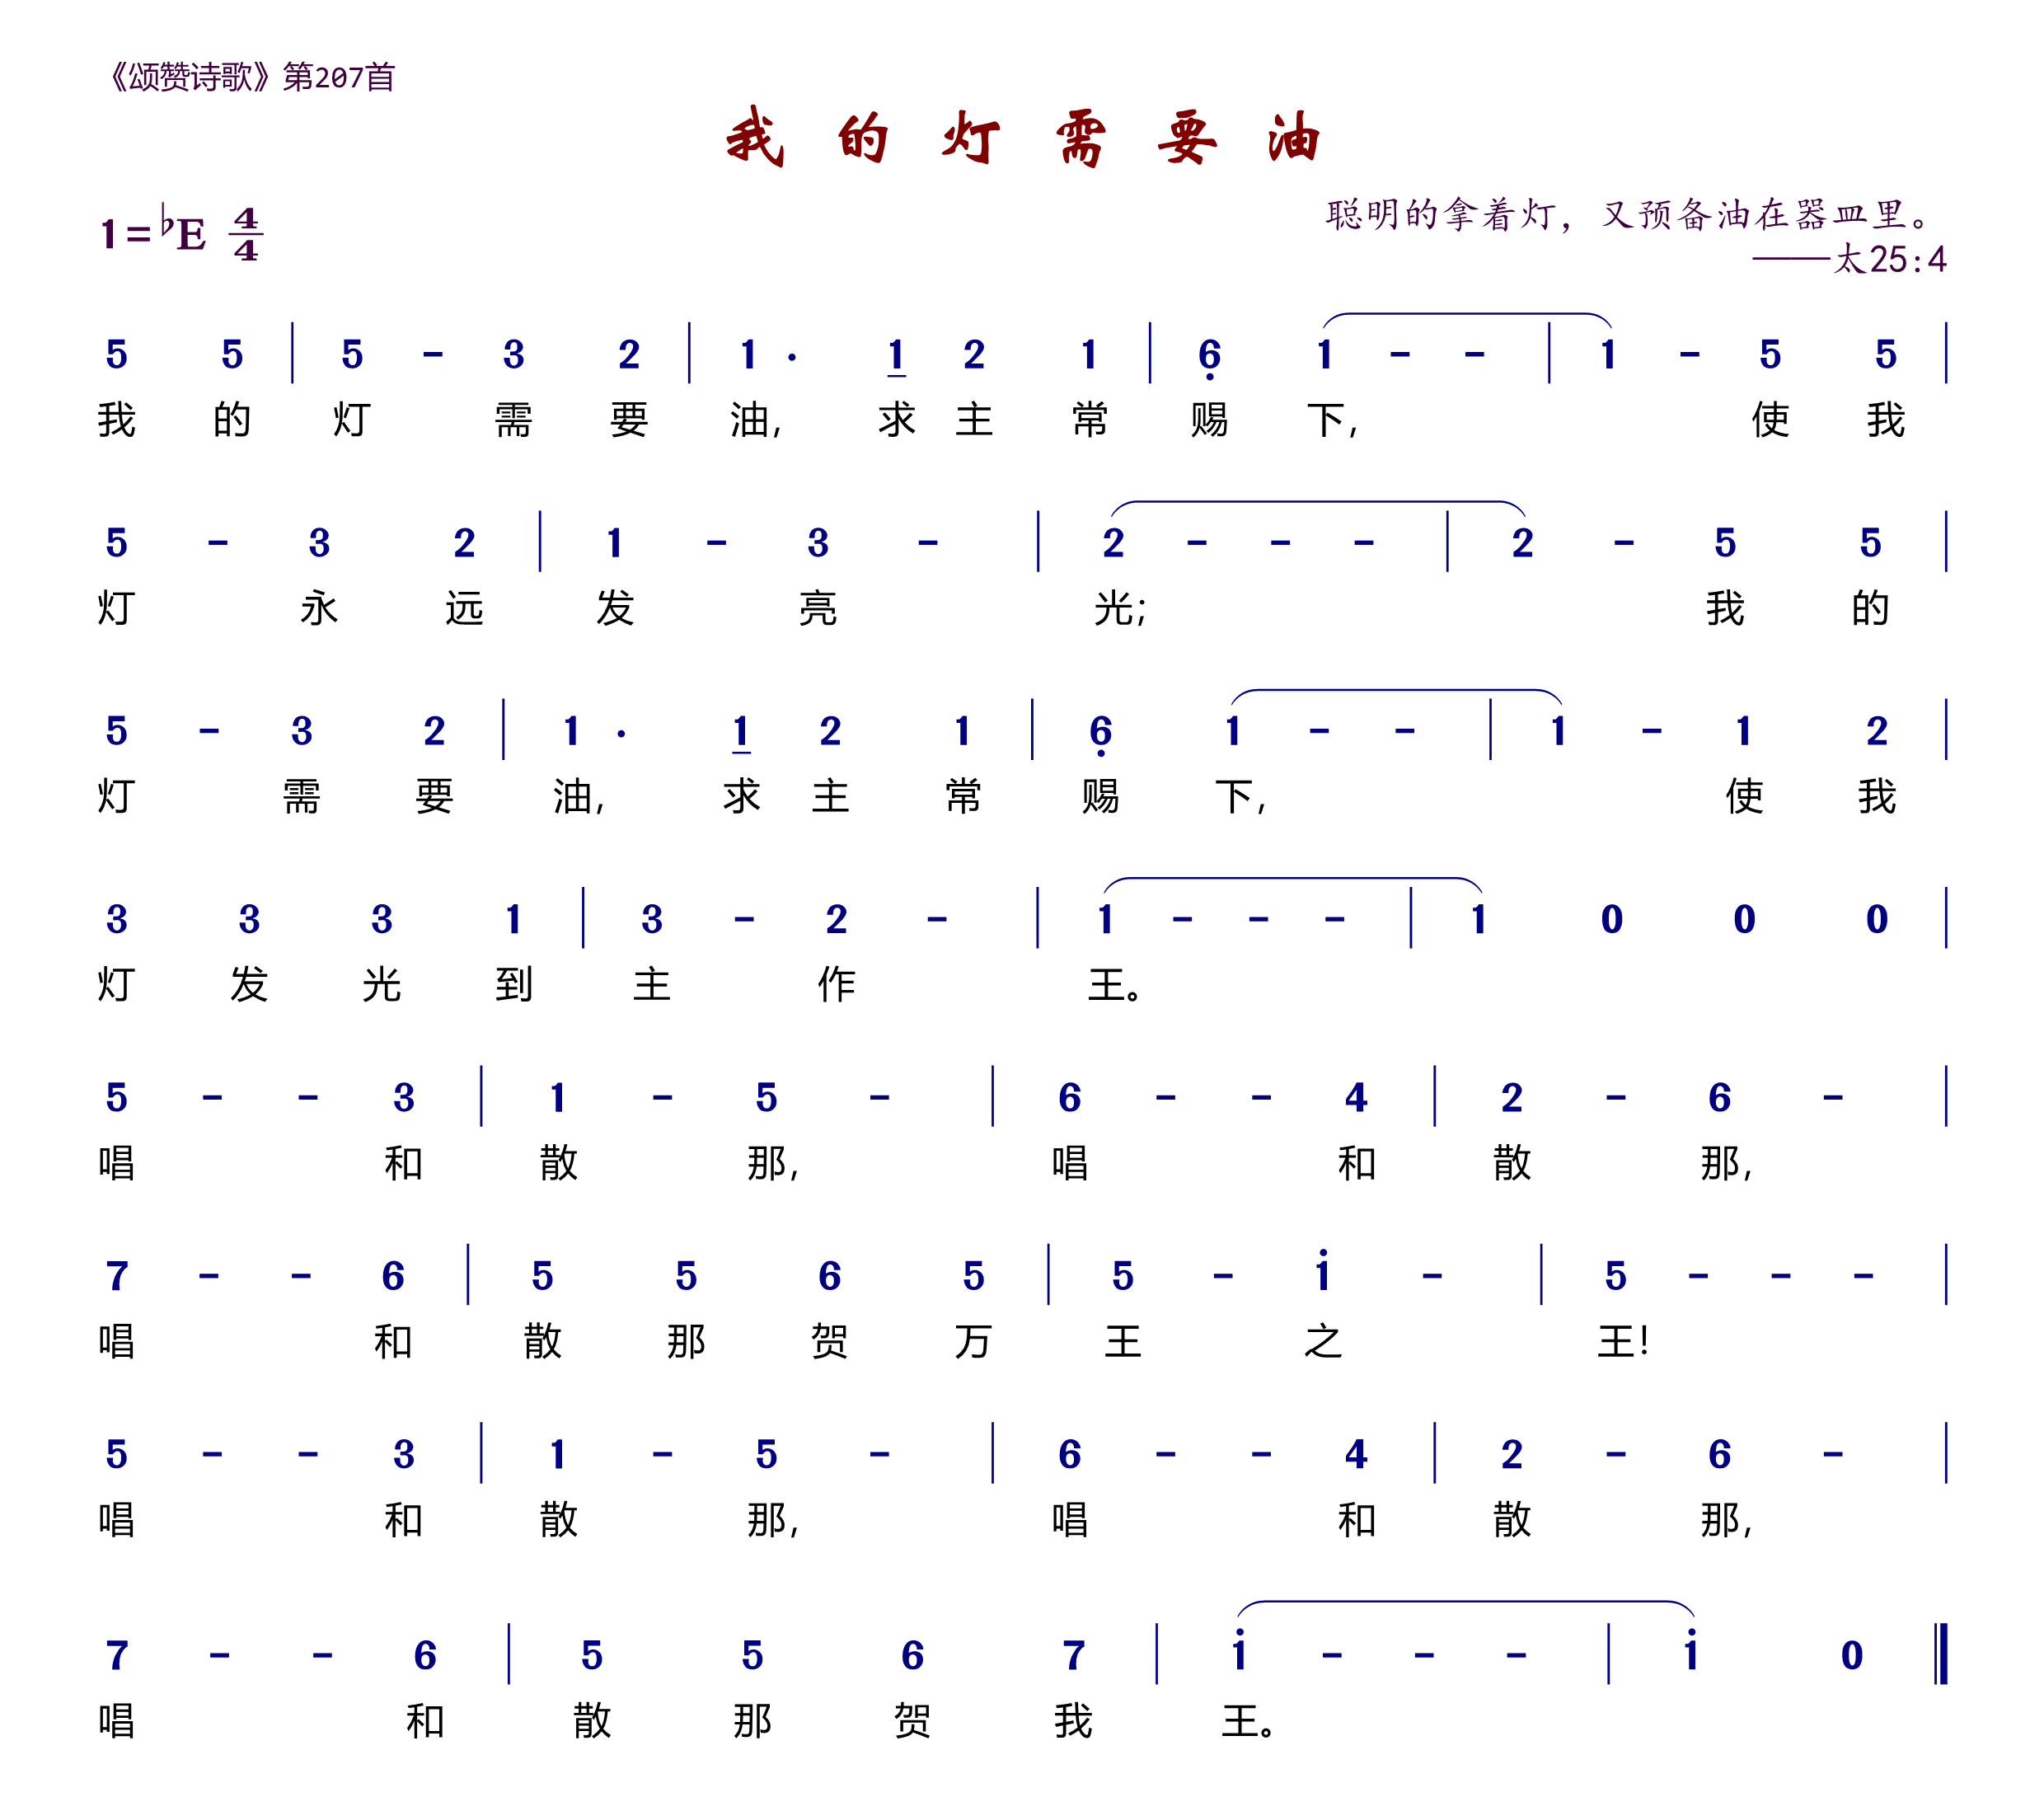 《颂赞诗歌》第207首
我的灯需要油
1=♭E 4/4
聪明的拿着灯，又预备油在器皿里。
——太25:4
5 5 | 5 - 3 2 | 1 · 1 2 1 | 6 1 - - | 1 - 5 5 |
我的灯需要油，求主常赐下，使我
5 - 3 2 | 1 - 3 - | 2 - - - | 2 - 5 5 |
灯永远发亮光；我的
5 - 3 2 | 1 · 1 2 1 | 6 1 - - | 1 - 1 2 |
灯需要油，求主常赐下，使我
3 3 3 1 | 3 - 2 - | 1 - - - | 1 0 0 0 |
灯发光到主作王。
5 - - 3 | 1 - 5 - | 6 - - 4 | 2 - 6 - |
唱和散那，唱和散那，
7 - - 6 | 5 5 6 5 | 5 - 1 - | 5 - - - |
唱和散那贺万王之王！
5 - - 3 | 1 - 5 - | 6 - - 4 | 2 - 6 - |
唱和散那，唱和散那，
7 - - 6 | 5 5 6 7 | 1 - - - | 1 0 ‖
唱和散那贺我王。